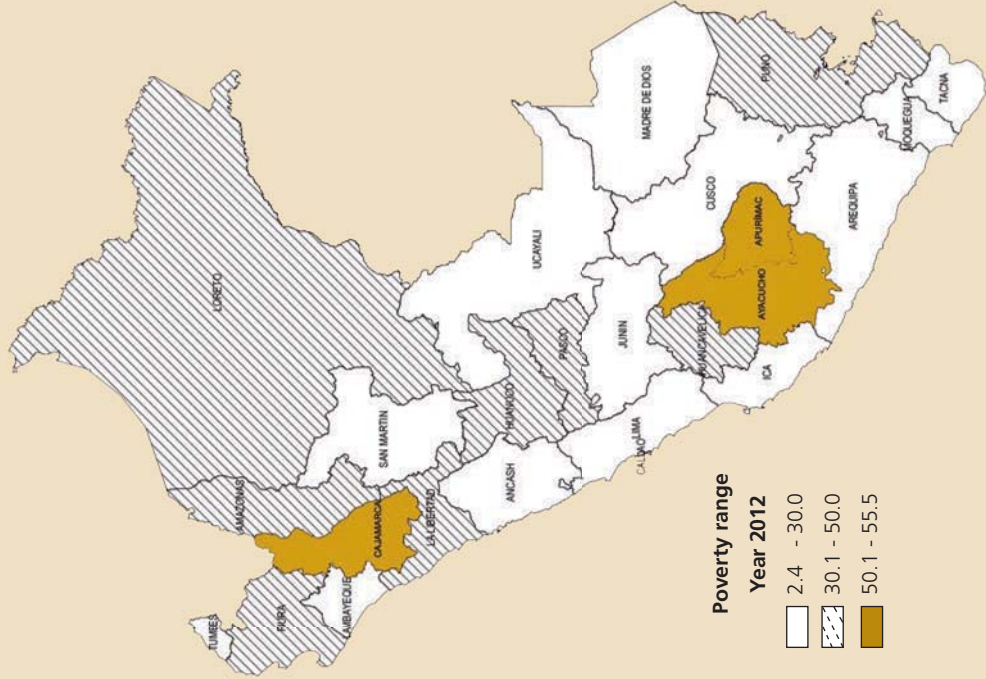 TUMBES
PIURA
LAMBAYEQUE
AMAZONAS
CAJAMARCA
LA LIBERTAD
LORETO
SAN MARTIN
ANCASH
HUANUCO
UCAYALI
PASCO
JUNIN
LIMA
CALLAO
HUANCAVELICA
ICA
AYACUCHO
APURIMAC
CUSCO
MADRE DE DIOS
AREQUIPA
PUNO
MOQUEGUA
TACNA
Poverty range
Year 2012
2.4 - 30.0
30.1 - 50.0
50.1 - 55.5